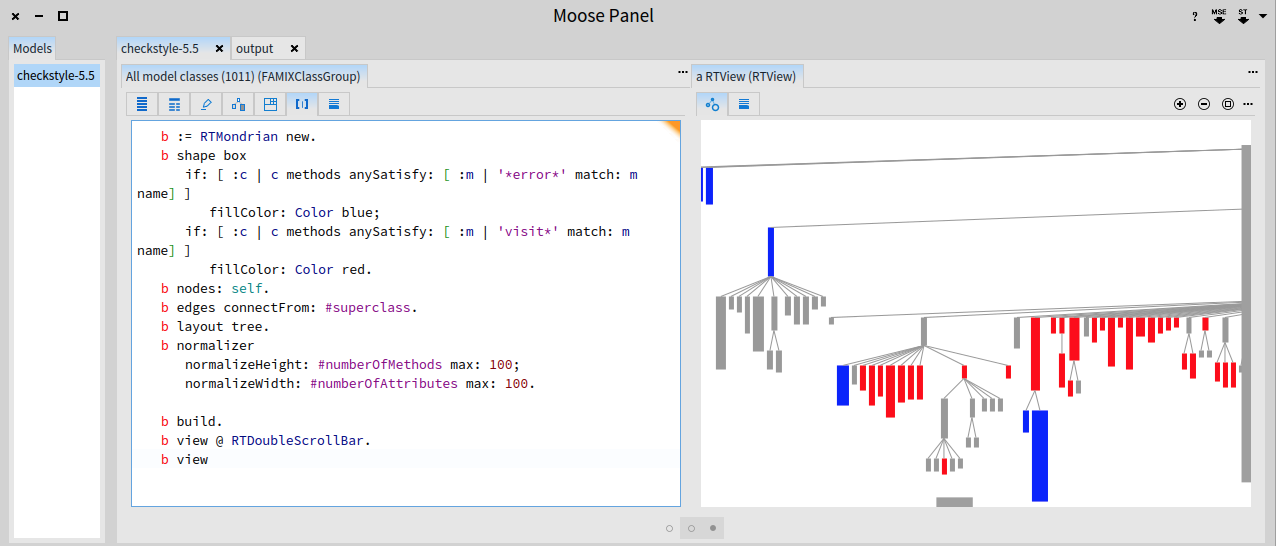 Moose Panel
? MSE ST
Models
checkstyle-5.5
output
checkstyle-5.5
All model classes (1011) (FAMIXClassGroup)
a RTView (RTView)
b := RTMondrian new.
b shape box
if: [ :c | c methods anySatisfy: [ :m | '*error*' match: m
name] ]
fillColor: Color blue;
if: [ :c | c methods anySatisfy: [ :m | 'visit*' match: m
name] ]
fillColor: Color red.
b nodes: self.
b edges connectFrom: #superclass.
b layout tree.
b normalizer
normalizeHeight: #numberOfMethods max: 100;
normalizeWidth: #numberOfAttributes max: 100.
b build.
b view @ RTDoubleScrollBar.
b view